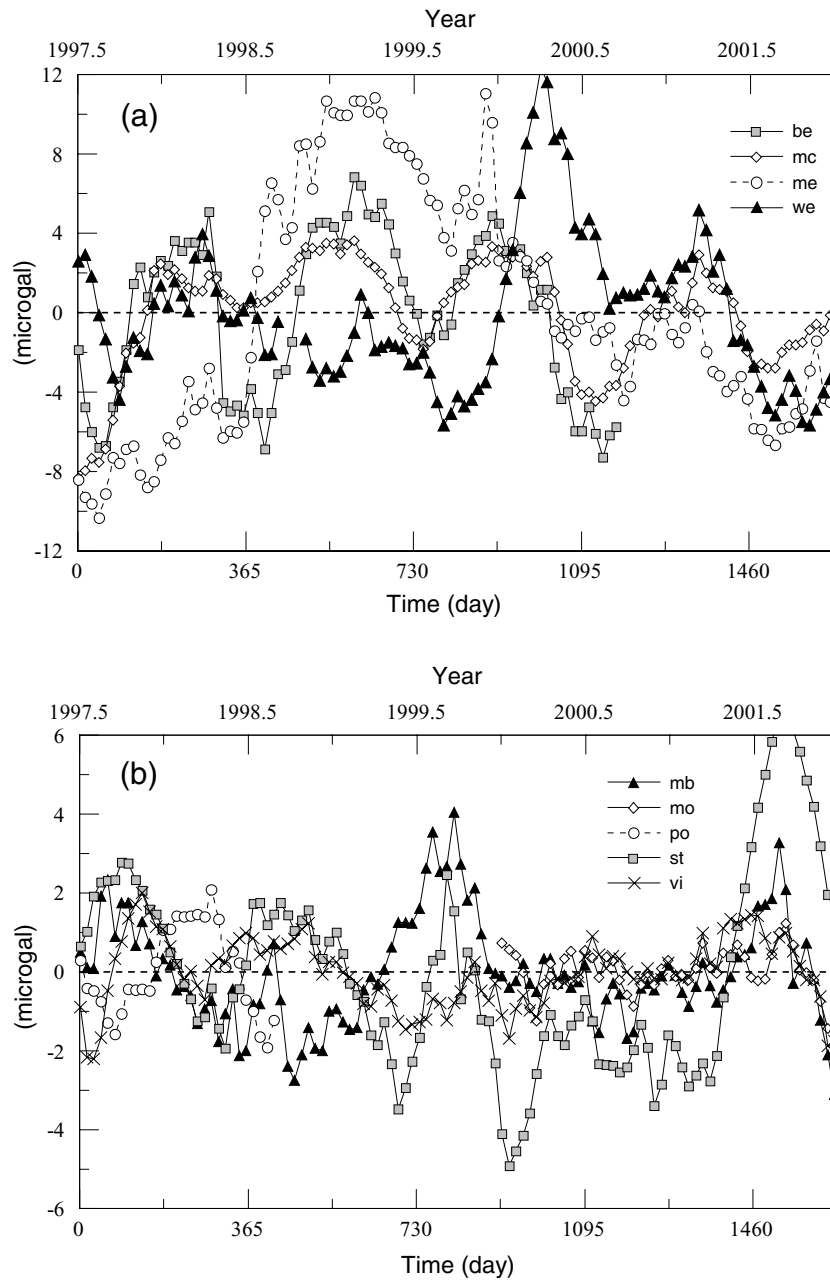 Year
1997.5 1998.5 1999.5 2000.5 2001.5
(a)
12
8
4
0
-4
-8
-12
(microgal)
be
mc
me
we
0 365 730 1095 1460
Time (day)
Year
1997.5 1998.5 1999.5 2000.5 2001.5
(b)
6
4
2
0
-2
-4
-6
(microgal)
mb
mo
po
st
vi
0 365 730 1095 1460
Time (day)